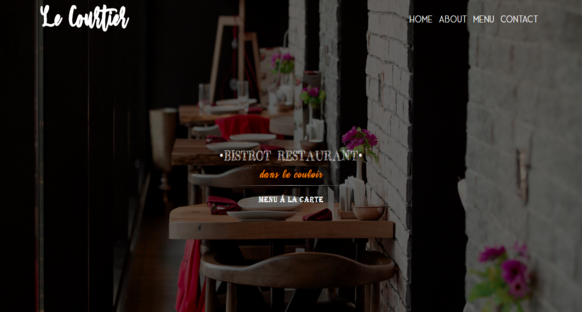 Le Courtier
HOME ABOUT MENU CONTACT
•BISTROT RESTAURANT•
dans le couloir
MENU Á LA CARTE